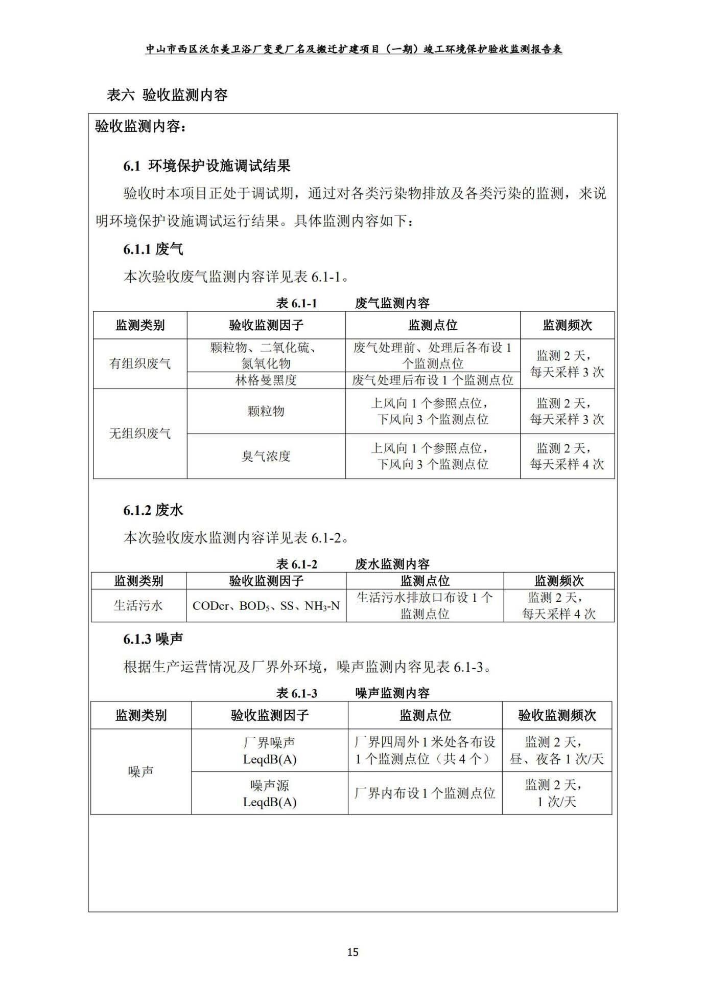 中山市西区沃尔美卫浴厂变更厂名及搬迁扩建项目（一期）竣工环境保护验收监测报告表
表六 验收监测内容
验收监测内容：
6.1 环境保护设施调试结果
验收时本项目正处于调试期，通过对各类污染物排放及各类污染的监测，来说
明环境保护设施调试运行结果。具体监测内容如下：
6.1.1 废气
本次验收废气监测内容详见表 6.1-1。
表 6.1-1 废气监测内容
监测类别 验收监测因子 监测点位 监测频次
有组织废气
颗粒物、二氧化硫、
氮氧化物
废气处理前、处理后各布设 1
个监测点位
监测 2 天，
每天采样 3 次
林格曼黑度
废气处理后布设 1 个监测点位
无组织废气
颗粒物
上风向 1 个参照点位，
下风向 3 个监测点位
监测 2 天，
每天采样 3 次
臭气浓度
上风向 1 个参照点位，
下风向 3 个监测点位
监测 2 天，
每天采样 4 次
6.1.2 废水
本次验收废水监测内容详见表 6.1-2。
表 6.1-2 废水监测内容
监测类别 验收监测因子 监测点位 监测频次
生活污水
CODcr、BOD₅、SS、NH₃-N
生活污水排放口布设 1 个
监测点位
监测 2 天，
每天采样 4 次
6.1.3 噪声
根据生产运营情况及厂界外环境，噪声监测内容见表 6.1-3。
表 6.1-3 噪声监测内容
监测类别 验收监测因子 监测点位 验收监测频次
噪声
厂界噪声
LeqdB(A)
厂界四周外 1 米处各布设
1 个监测点位（共 4 个）
监测 2 天，
昼、夜各 1 次/天
噪声源
LeqdB(A)
厂界内布设 1 个监测点位
监测 2 天，
1 次/天
15